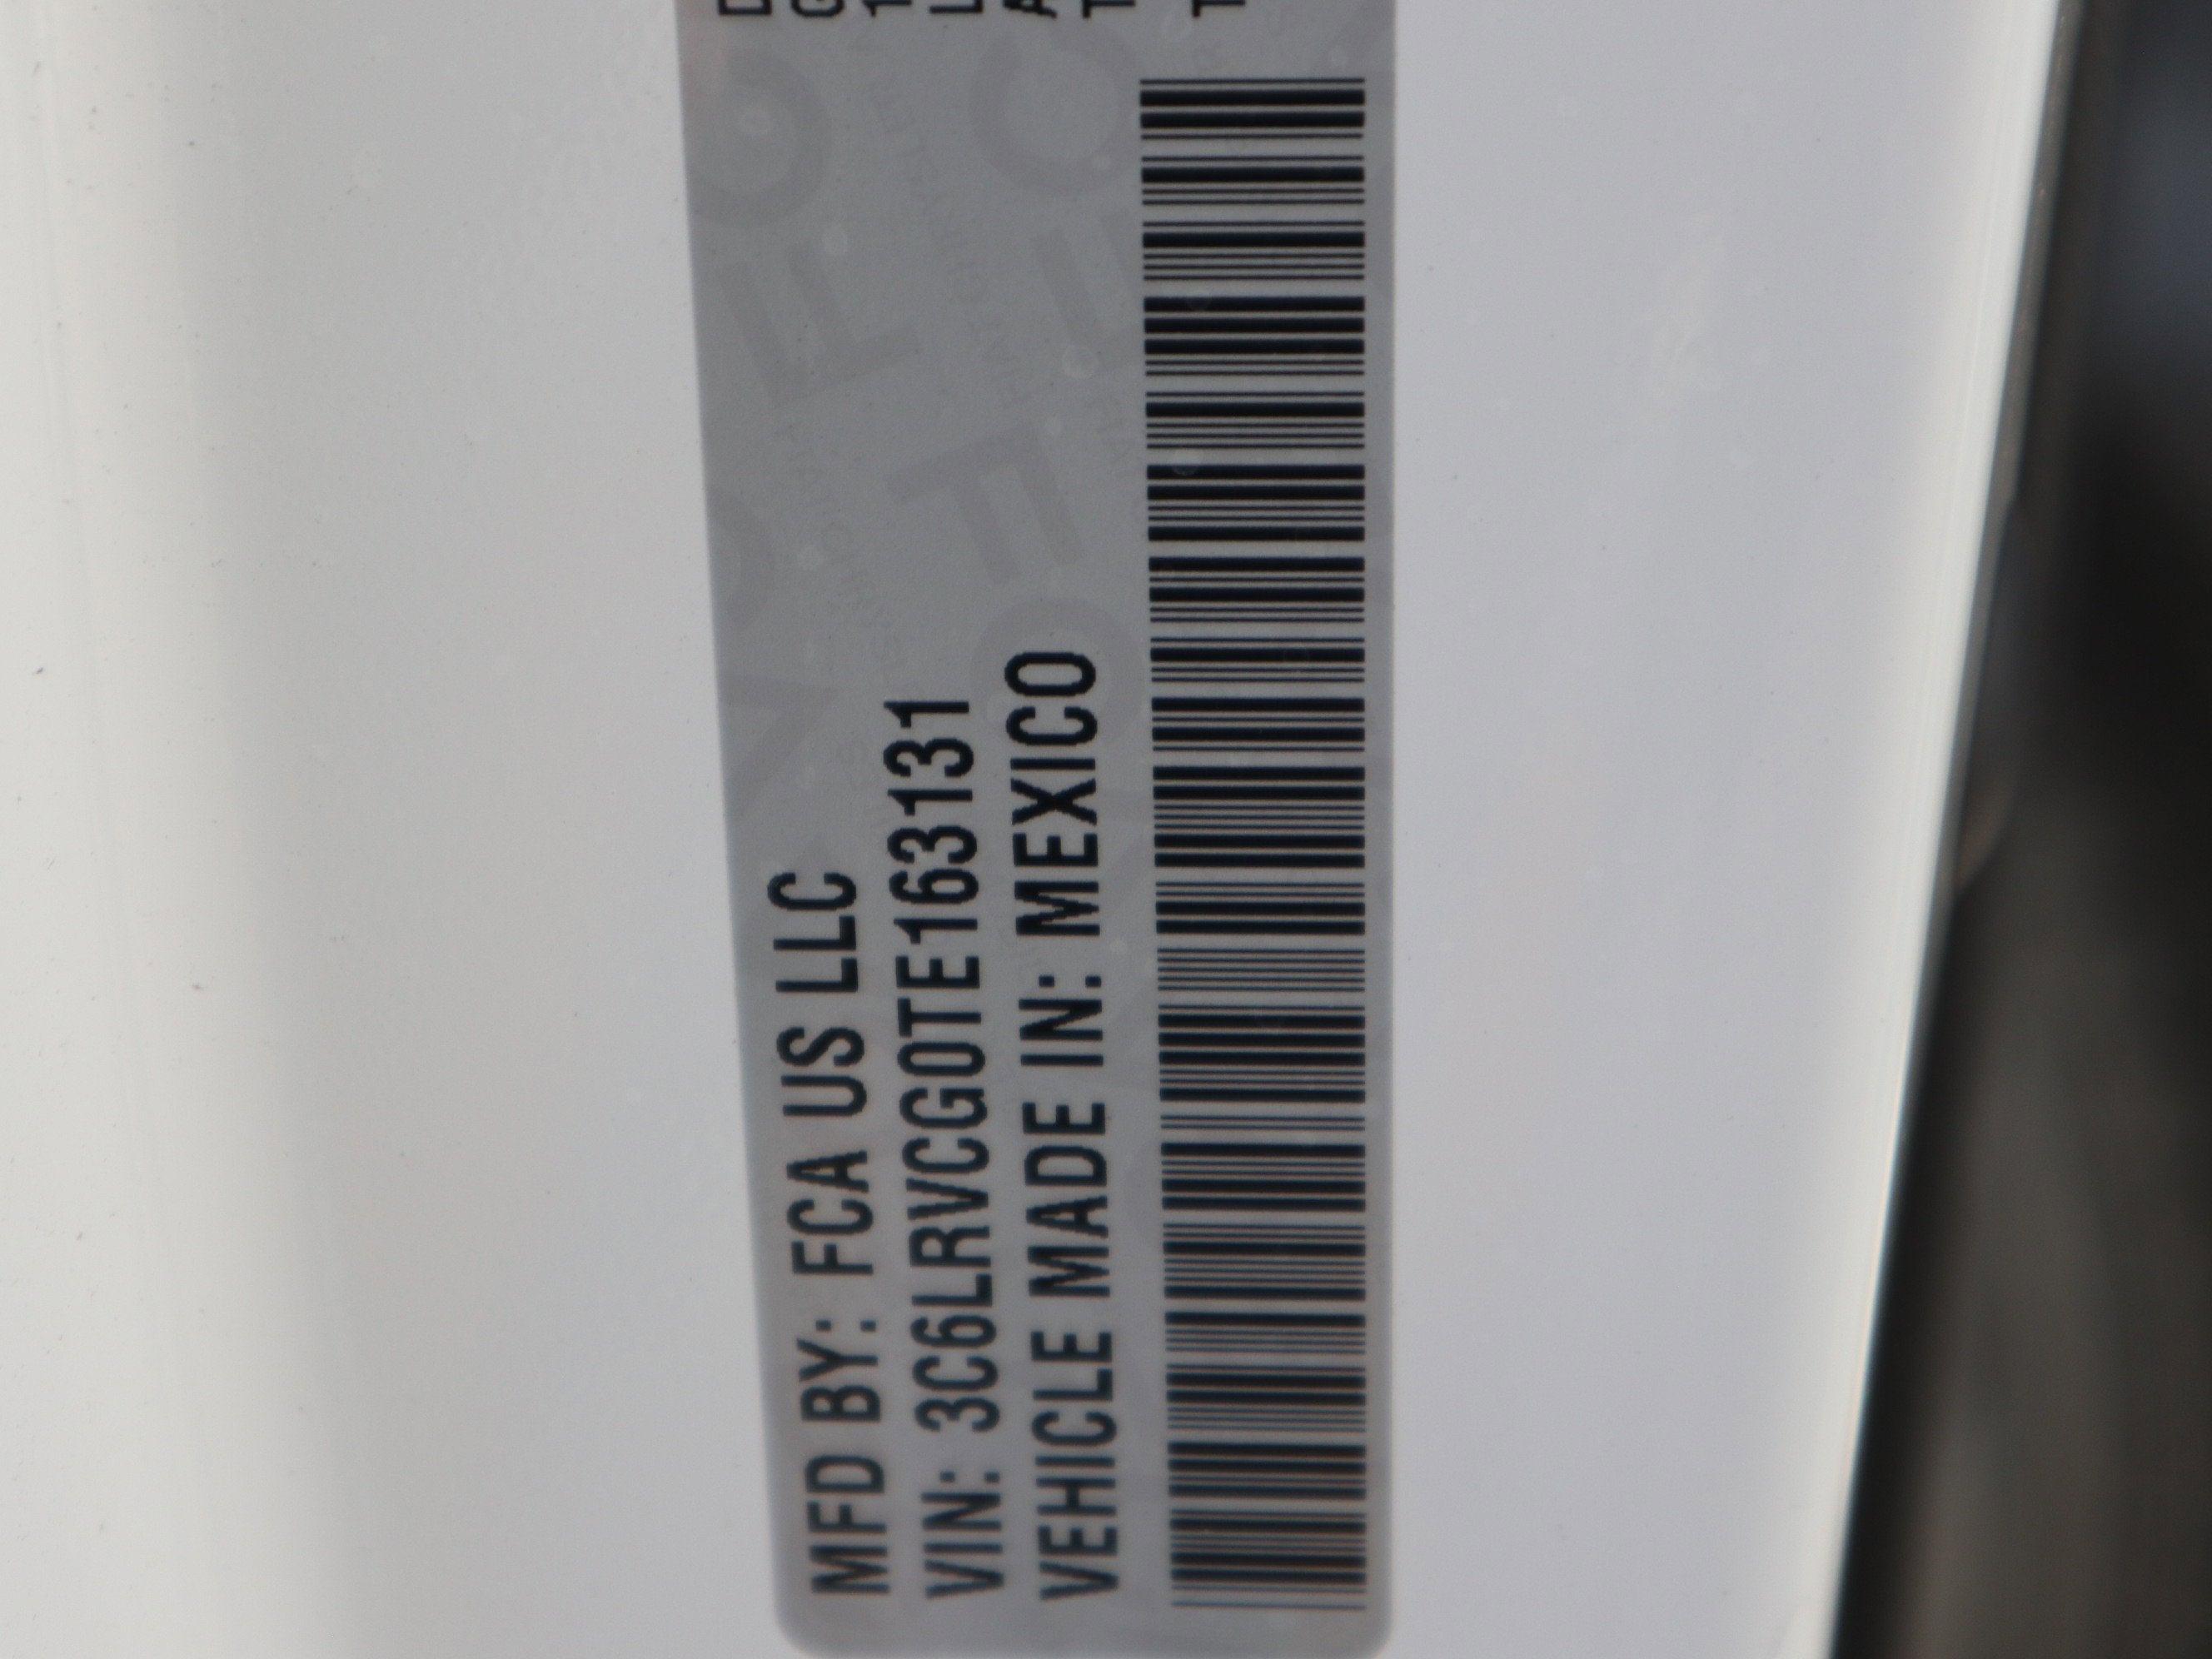 MFD BY: FCA US LLC
VIN: 3C6LRVCG0TE163131
VEHICLE MADE IN: MEXICO